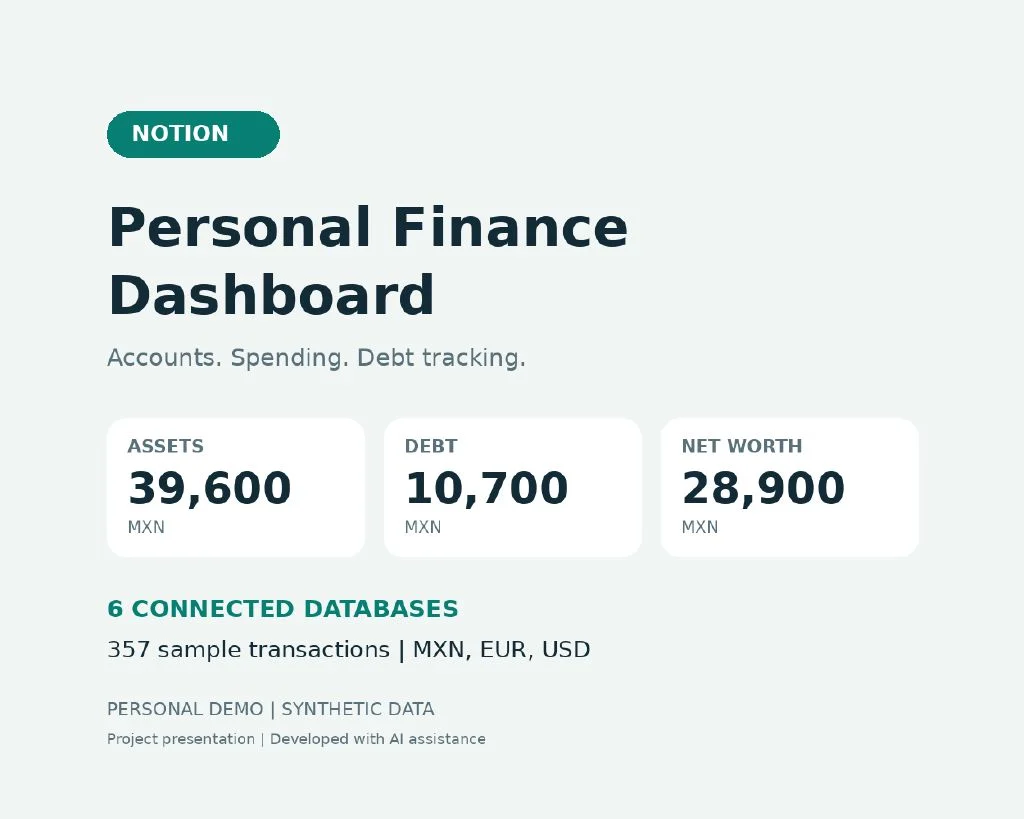 NOTION
Personal Finance
Dashboard
Accounts. Spending. Debt tracking.
ASSETS
39,600
MXN
DEBT
10,700
MXN
NET WORTH
28,900
MXN
6 CONNECTED DATABASES
357 sample transactions | MXN, EUR, USD
PERSONAL DEMO | SYNTHETIC DATA
Project presentation | Developed with AI assistance